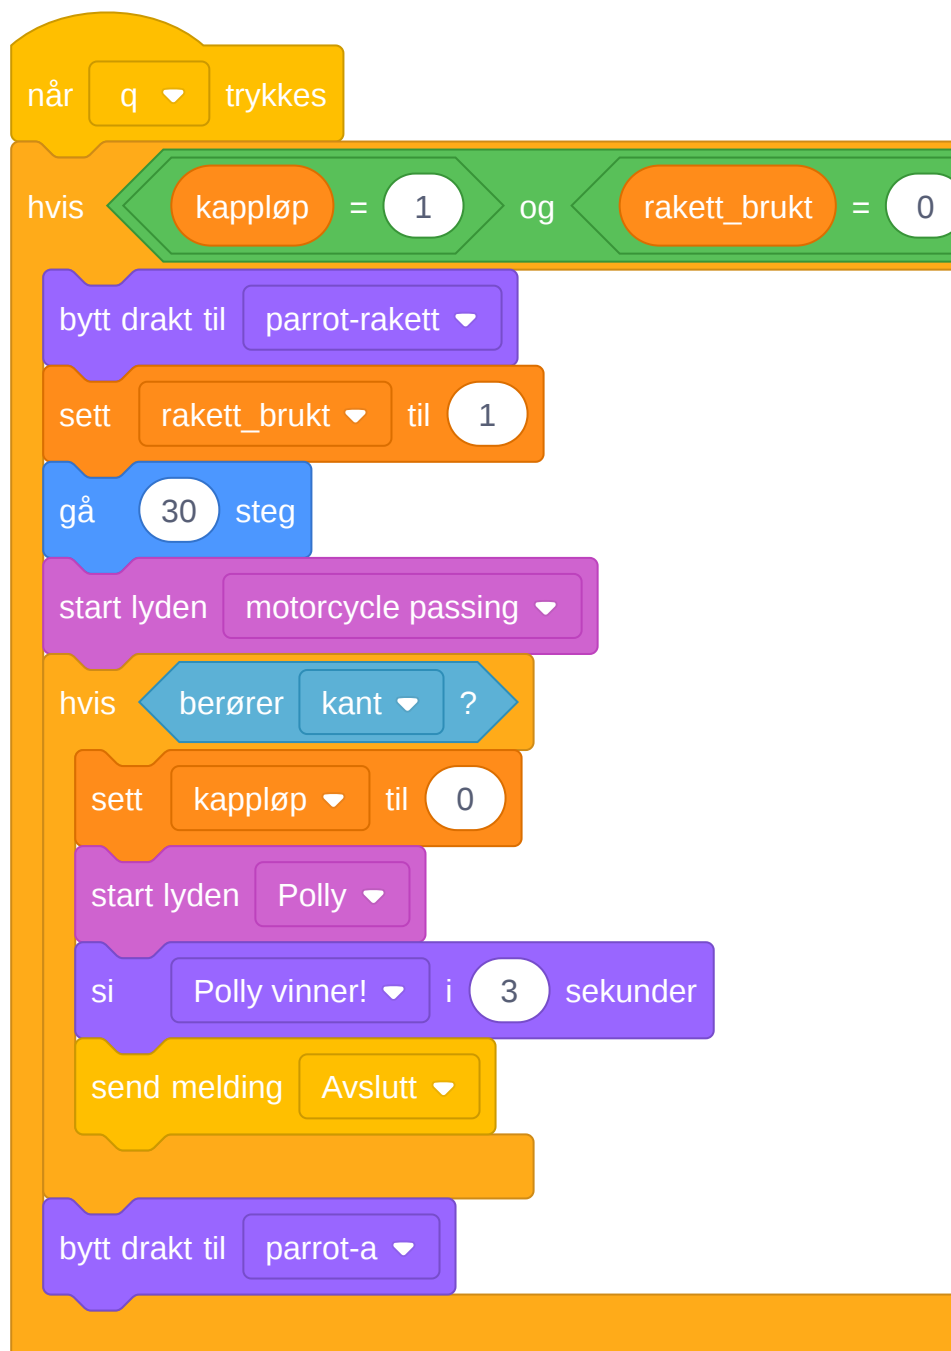 når q trykkes
hvis kappløp = 1 og rakett_brukt = 0
bytt drakt til parrot-rakett
sett rakett_brukt til 1
gå 30 steg
start lyden motorcycle passing
hvis berører kant ?
sett kappløp til 0
start lyden Polly
si Polly vinner! i 3 sekunder
send melding Avslutt
bytt drakt til parrot-a